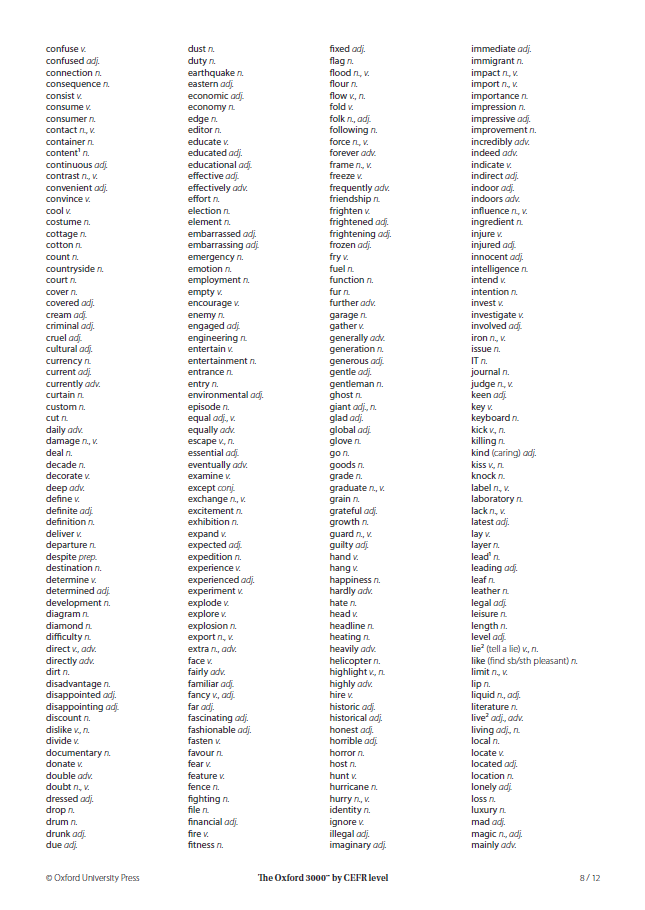 confuse v.
confused adj.
connection n.
consequence n.
consist v.
consume v.
consumer n.
contact n., v.
container n.
content¹ n.
continuous adj.
contrast n., v.
convenient adj.
convince v.
cool v.
costume n.
cottage n.
cotton n.
count n.
countryside n.
court n.
cover n.
covered adj.
cream adj.
criminal adj.
cruel adj.
cultural adj.
currency n.
current adj.
currently adv.
curtain n.
custom n.
cut n.
daily adv.
damage n., v.
deal n.
decade n.
decorate v.
deep adv.
define v.
definite adj.
definition n.
deliver v.
departure n.
despite prep.
destination n.
determine v.
determined adj.
development n.
diagram n.
diamond n.
difficulty n.
direct v., adv.
directly adv.
dirt n.
disadvantage n.
disappointed adj.
disappointing adj.
discount n.
dislike v., n.
divide v.
documentary n.
donate v.
double adv.
doubt n., v.
dressed adj.
drop n.
drum n.
drunk adj.
due adj.
dust n.
duty n.
earthquake n.
eastern adj.
economic adj.
economy n.
edge n.
editor n.
educate v.
educated adj.
educational adj.
effective adj.
effectively adv.
effort n.
election n.
element n.
embarrassed adj.
embarrassing adj.
emergency n.
emotion n.
employment n.
empty v.
encourage v.
enemy n.
engaged adj.
engineering n.
entertain v.
entertainment n.
entrance n.
entry n.
environmental adj.
episode n.
equal adj., v.
equally adv.
escape v., n.
essential adj.
eventually adv.
examine v.
except conj.
exchange n., v.
excitement n.
exhibition n.
expand v.
expected adj.
expedition n.
experience v.
experienced adj.
experiment v.
explode v.
explore v.
explosion n.
export n., v.
extra n., adv.
face v.
fairly adv.
familiar adj.
fancy v., adj.
far adj.
fascinating adj.
fashionable adj.
fasten v.
favour n.
fear v.
feature v.
fence n.
fighting n.
file n.
financial adj.
fire v.
fitness n.
fixed adj.
flag n.
flood n., v.
flour n.
flow v., n.
fold v.
folk n., adj.
following n.
force n., v.
forever adv.
frame n., v.
freeze v.
frequently adv.
friendship n.
frighten v.
frightened adj.
frightening adj.
frozen adj.
fry v.
fuel n.
function n.
fur n.
further adv.
garage n.
gather v.
generally adv.
generation n.
generous adj.
gentle adj.
gentleman n.
ghost n.
giant adj., n.
glad adj.
global adj.
glove n.
go n.
goods n.
grade n.
graduate n., v.
grain n.
grateful adj.
growth n.
guard n., v.
guilty adj.
hand v.
hang v.
happiness n.
hardly adv.
hate n.
head v.
headline n.
heating n.
heavily adv.
helicopter n.
highlight v., n.
highly adv.
hire v.
historic adj.
historical adj.
honest adj.
horrible adj.
horror n.
host n.
hunt v.
hurricane n.
hurry n., v.
identity n.
ignore v.
illegal adj.
imaginary adj.
immediate adj.
immigrant n.
impact n., v.
import n., v.
importance n.
impression n.
impressive adj.
improvement n.
incredibly adv.
indeed adv.
indicate v.
indirect adj.
indoor adj.
indoors adv.
influence n., v.
ingredient n.
injure v.
injured adj.
innocent adj.
intelligence n.
intend v.
intention n.
invest v.
investigate v.
involved adj.
iron n., v.
issue n.
IT n.
journal n.
judge n., v.
keen adj.
key v.
keyboard n.
kick v., n.
killing n.
kind (caring) adj.
kiss v., n.
knock n.
label n., v.
laboratory n.
lack n., v.
latest adj.
lay v.
layer n.
lead¹ n.
leading adj.
leaf n.
leather n.
legal adj.
leisure n.
length n.
level adj.
lie² (tell a lie) v., n.
like (find sb/sth pleasant) n.
limit n., v.
lip n.
liquid n., adj.
literature n.
live² adj., adv.
living adj., n.
local n.
locate v.
located adj.
location n.
lonely adj.
loss n.
luxury n.
mad adj.
magic n., adj.
mainly adv.
© Oxford University Press
The Oxford 3000™ by CEFR level
8 / 12